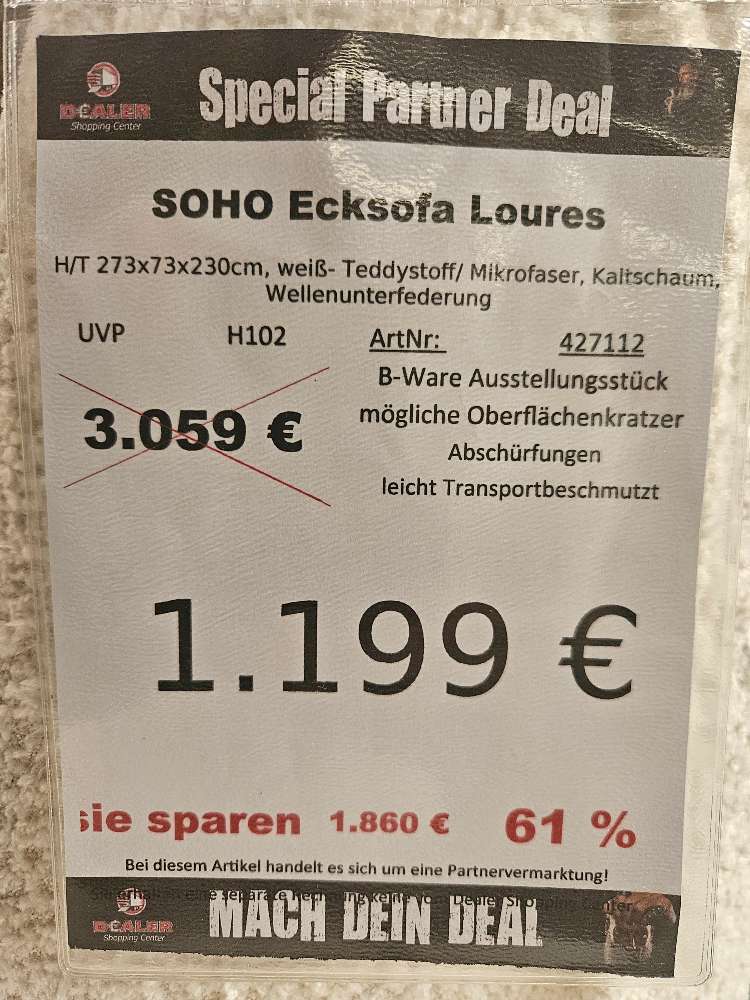 DEALER
Shopping Center
Special Partner Deal
SOHO Ecksofa Loures
H/T 273x73x230cm, weiß- Teddystoff/ Mikrofaser, Kaltschaum,
Wellenunterfederung
UVP H102 ArtNr: 427112
B-Ware Ausstellungsstück
3.059 €
mögliche Oberflächenkratzer
Abschürfungen
leicht Transportbeschmutzt
1.199 €
sie sparen 1.860 € 61 %
Bei diesem Artikel handelt es sich um eine Partnervermarktung!
eine separate
DEALER
Shopping Center
MACH DEIN DEAL